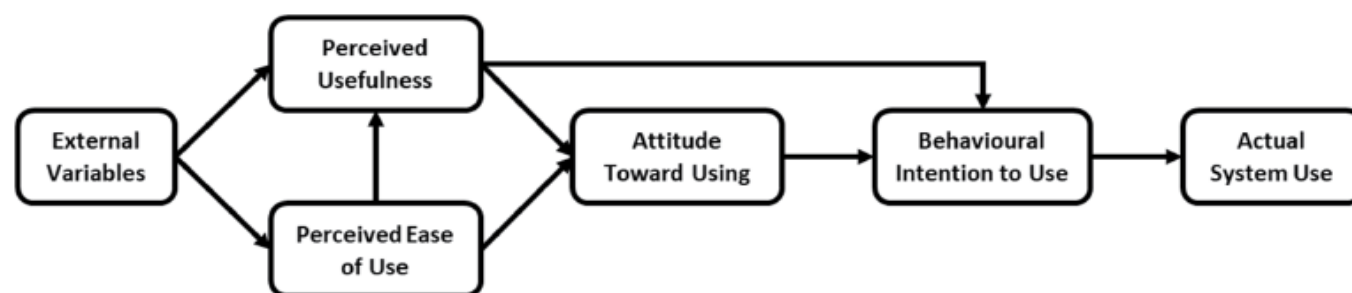 Perceived
Usefulness
External
Variables
Attitude
Toward Using
Behavioural
Intention to Use
Actual
System Use
Perceived Ease
of Use